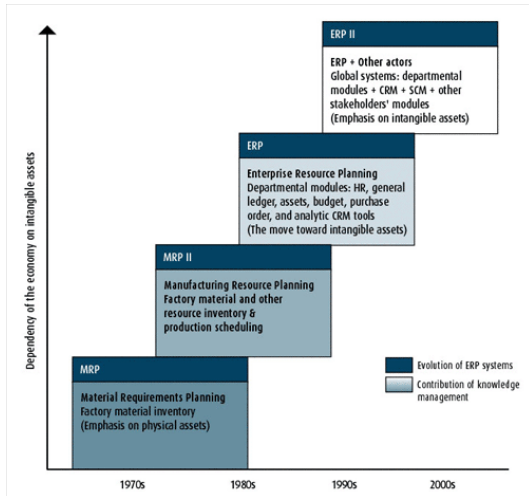 Dependency of the economy on intangible assets
ERP II
ERP + Other actors
Global systems: departmental
modules + CRM + SCM + other
stakeholders' modules
(Emphasis on intangible assets)
ERP
Enterprise Resource Planning
Departmental modules: HR, general
ledger, assets, budget, purchase
order, and analytic CRM tools
(The move toward intangible assets)
MRP II
Manufacturing Resource Planning
Factory material and other
resource inventory &
production scheduling
MRP
Material Requirements Planning
Factory material inventory
(Emphasis on physical assets)
Evolution of ERP systems
Contribution of knowledge
management
1970s
1980s
1990s
2000s